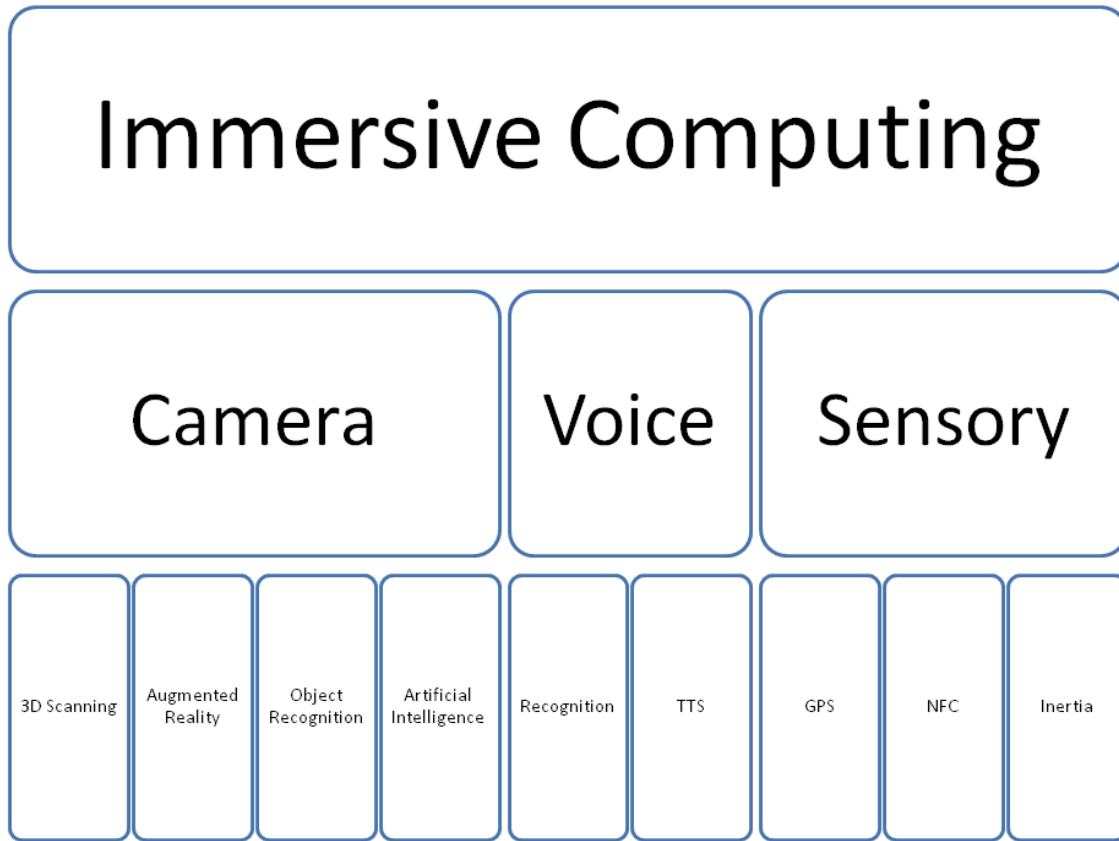 Immersive Computing
Camera
Voice
Sensory
3D Scanning
Augmented
Reality
Object
Recognition
Artificial
Intelligence
Recognition
TTS
GPS
NFC
Inertia